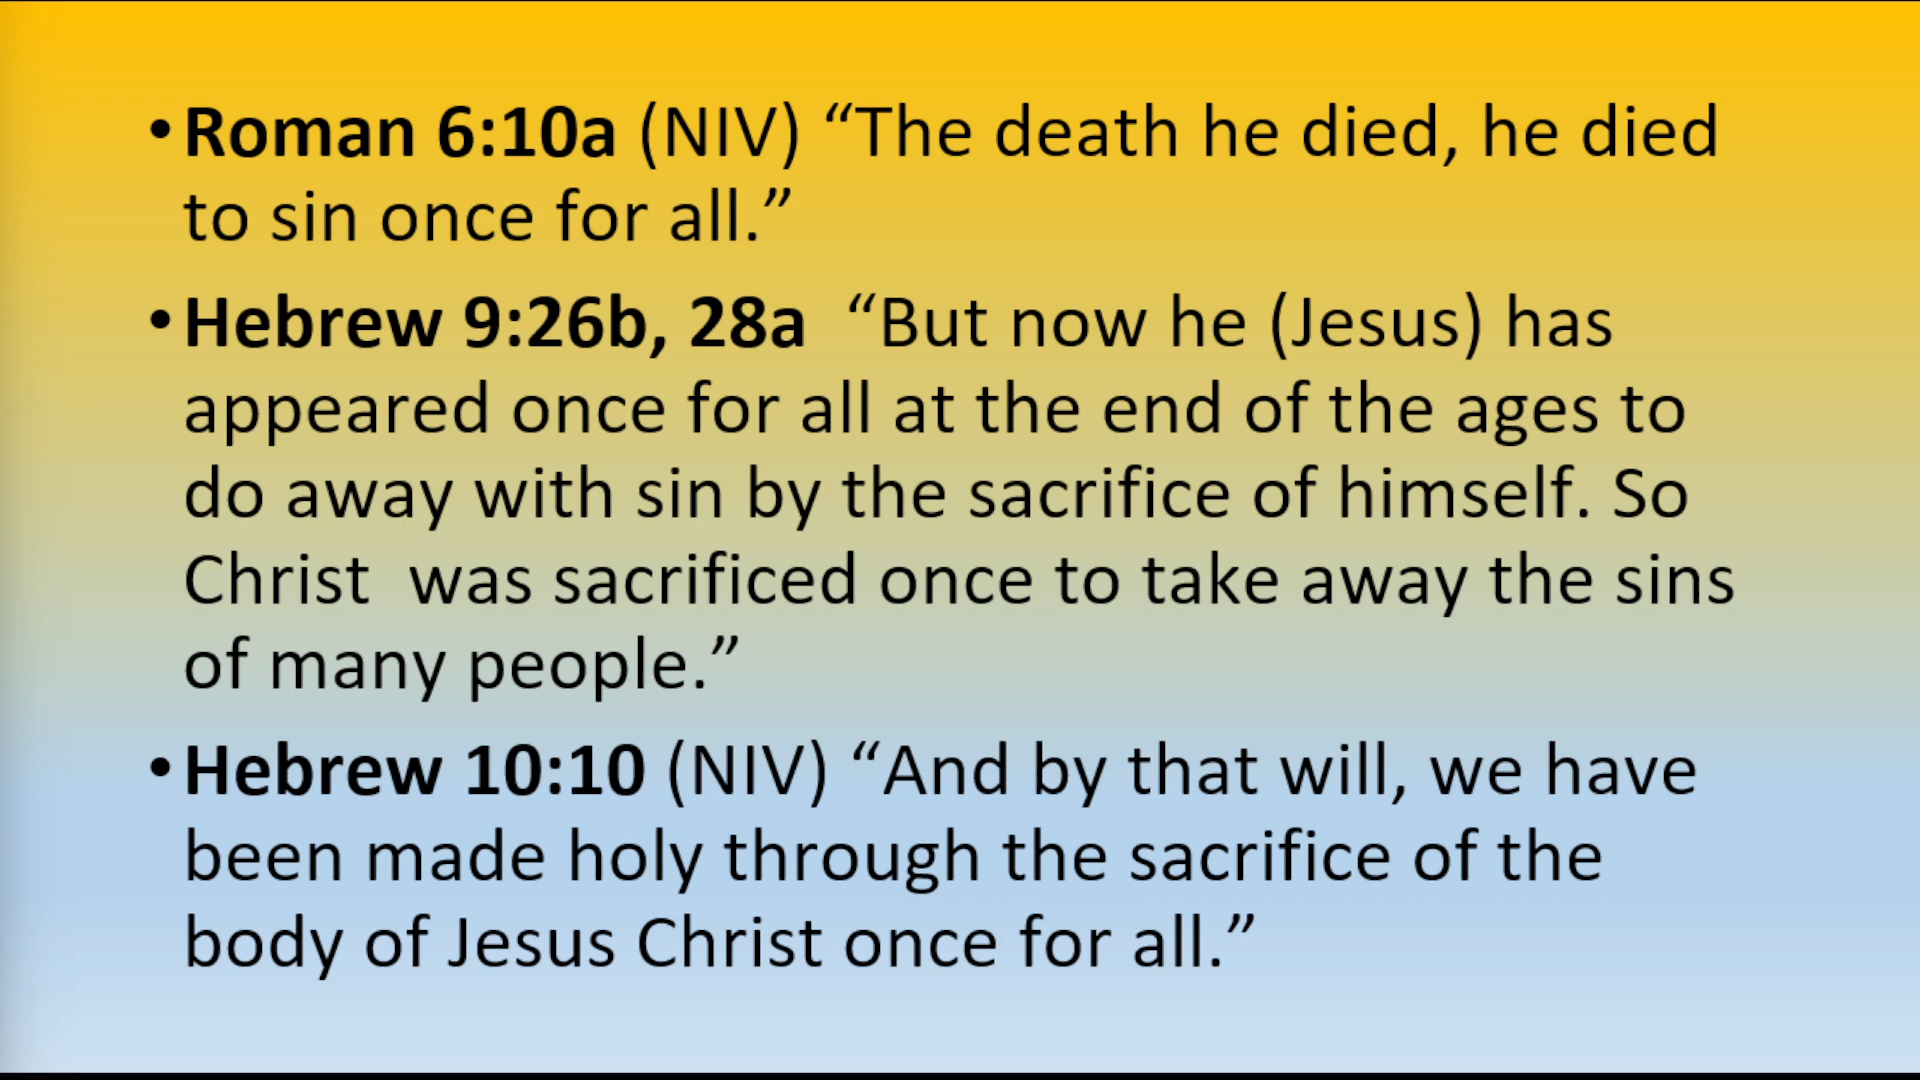 •Roman 6:10a (NIV) “The death he died, he died
to sin once for all.”
•Hebrew 9:26b, 28a “But now he (Jesus) has
appeared once for all at the end of the ages to
do away with sin by the sacrifice of himself. So
Christ was sacrificed once to take away the sins
of many people.”
•Hebrew 10:10 (NIV) “And by that will, we have
been made holy through the sacrifice of the
body of Jesus Christ once for all.”